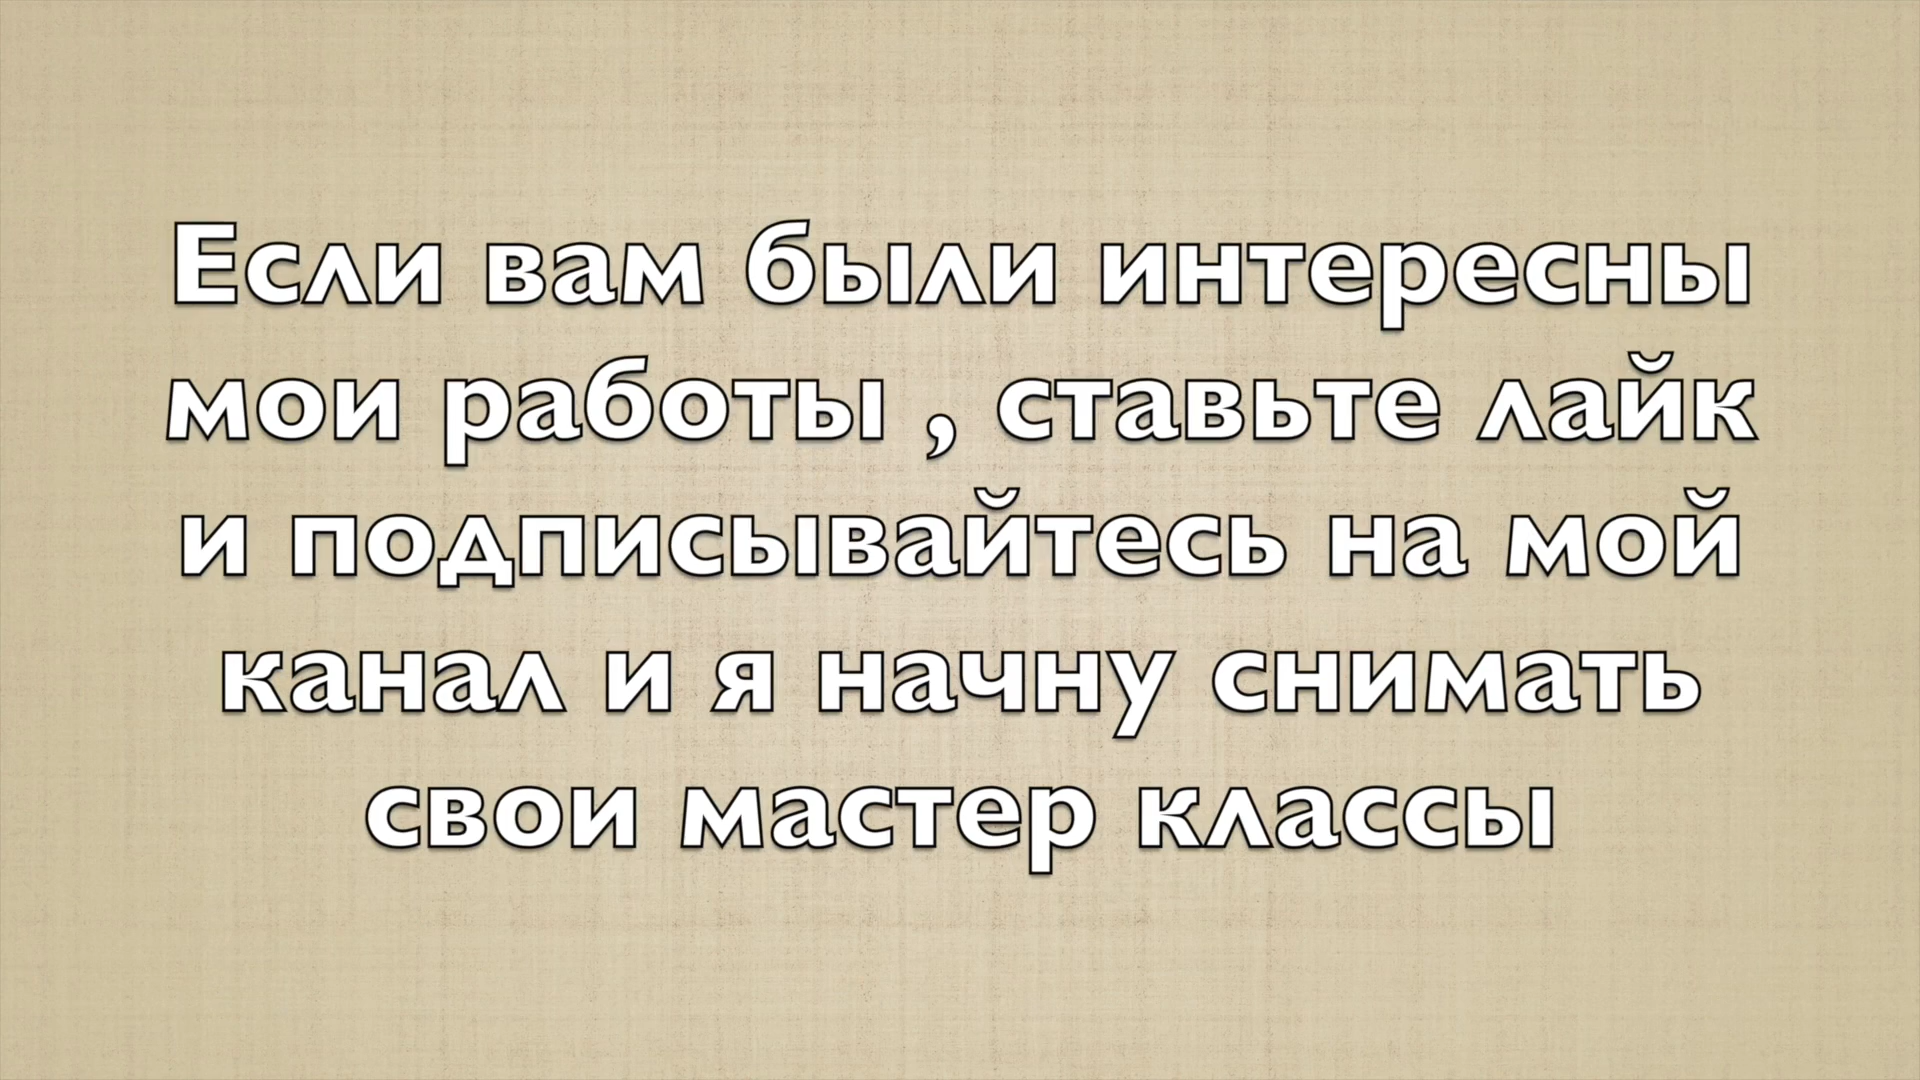 Если вам были интересны
мои работы , ставьте лайк
и подписывайтесь на мой
канал и я начну снимать
свои мастер классы